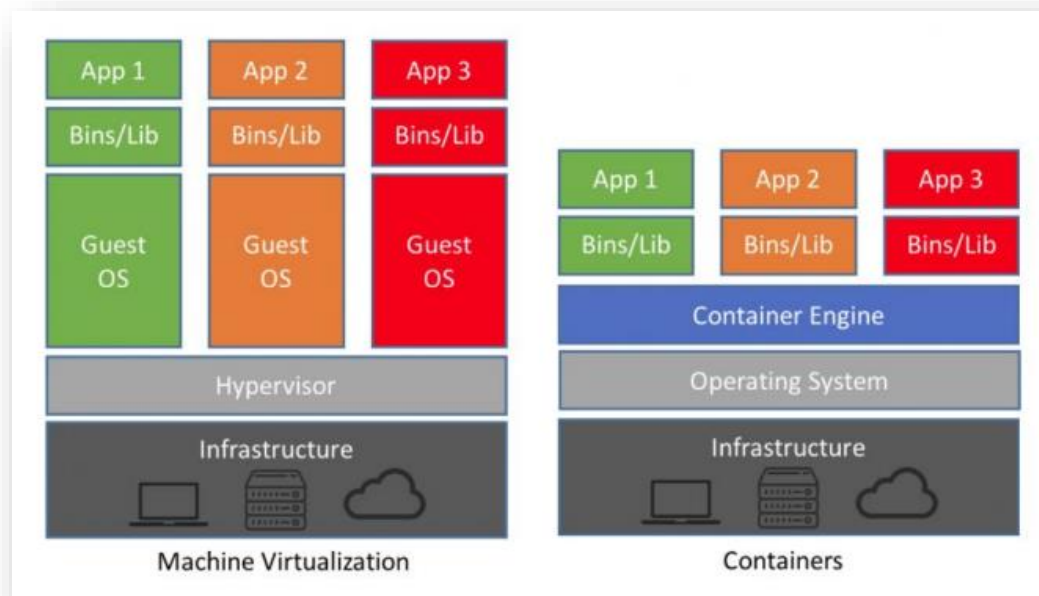 App 1
App 2
App 3
Bins/Lib
Bins/Lib
Bins/Lib
Guest
OS
Guest
OS
Guest
OS
Hypervisor
Infrastructure
Machine Virtualization
App 1
App 2
App 3
Bins/Lib
Bins/Lib
Bins/Lib
Container Engine
Operating System
Infrastructure
Containers